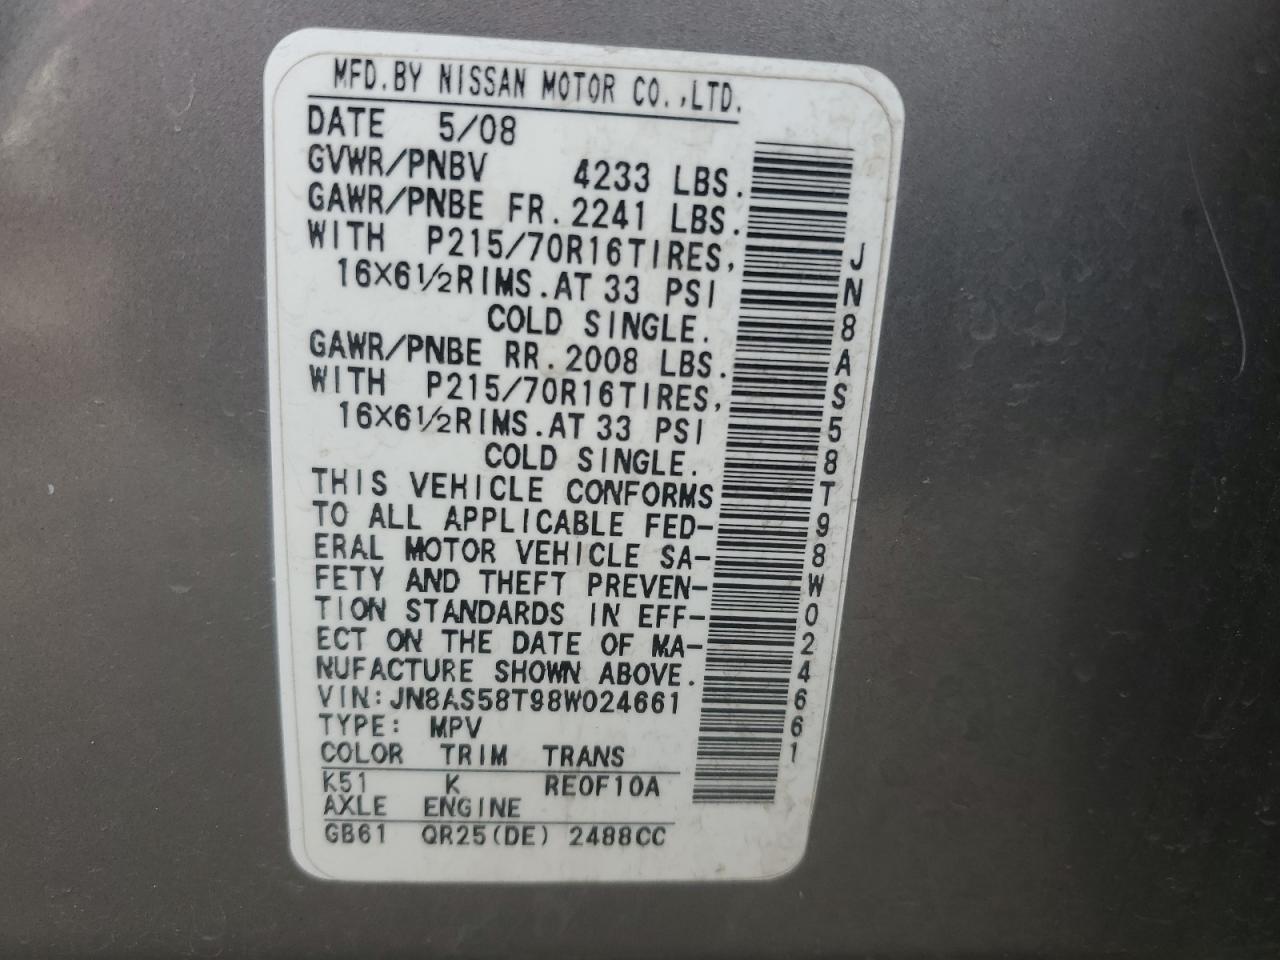 MFD.BY NISSAN MOTOR CO.,LTD.
DATE 5/08
GVWR/PNBV 4233 LBS.
GAWR/PNBE FR.2241 LBS.
WITH P215/70R16TIRES,
16X6½RIMS.AT 33 PSI
COLD SINGLE.
GAWR/PNBE RR.2008 LBS.
WITH P215/70R16TIRES,
16X6½RIMS.AT 33 PSI
COLD SINGLE.
THIS VEHICLE CONFORMS
TO ALL APPLICABLE FED-
ERAL MOTOR VEHICLE SA-
FETY AND THEFT PREVEN-
TION STANDARDS IN EFF-
ECT ON THE DATE OF MA-
NUFACTURE SHOWN ABOVE.
VIN:JN8AS58T98W024661
TYPE: MPV
COLOR TRIM TRANS
K51 K RE0F10A
AXLE ENGINE
GB61 QR25(DE) 2488CC
JN8AS58T98W024661